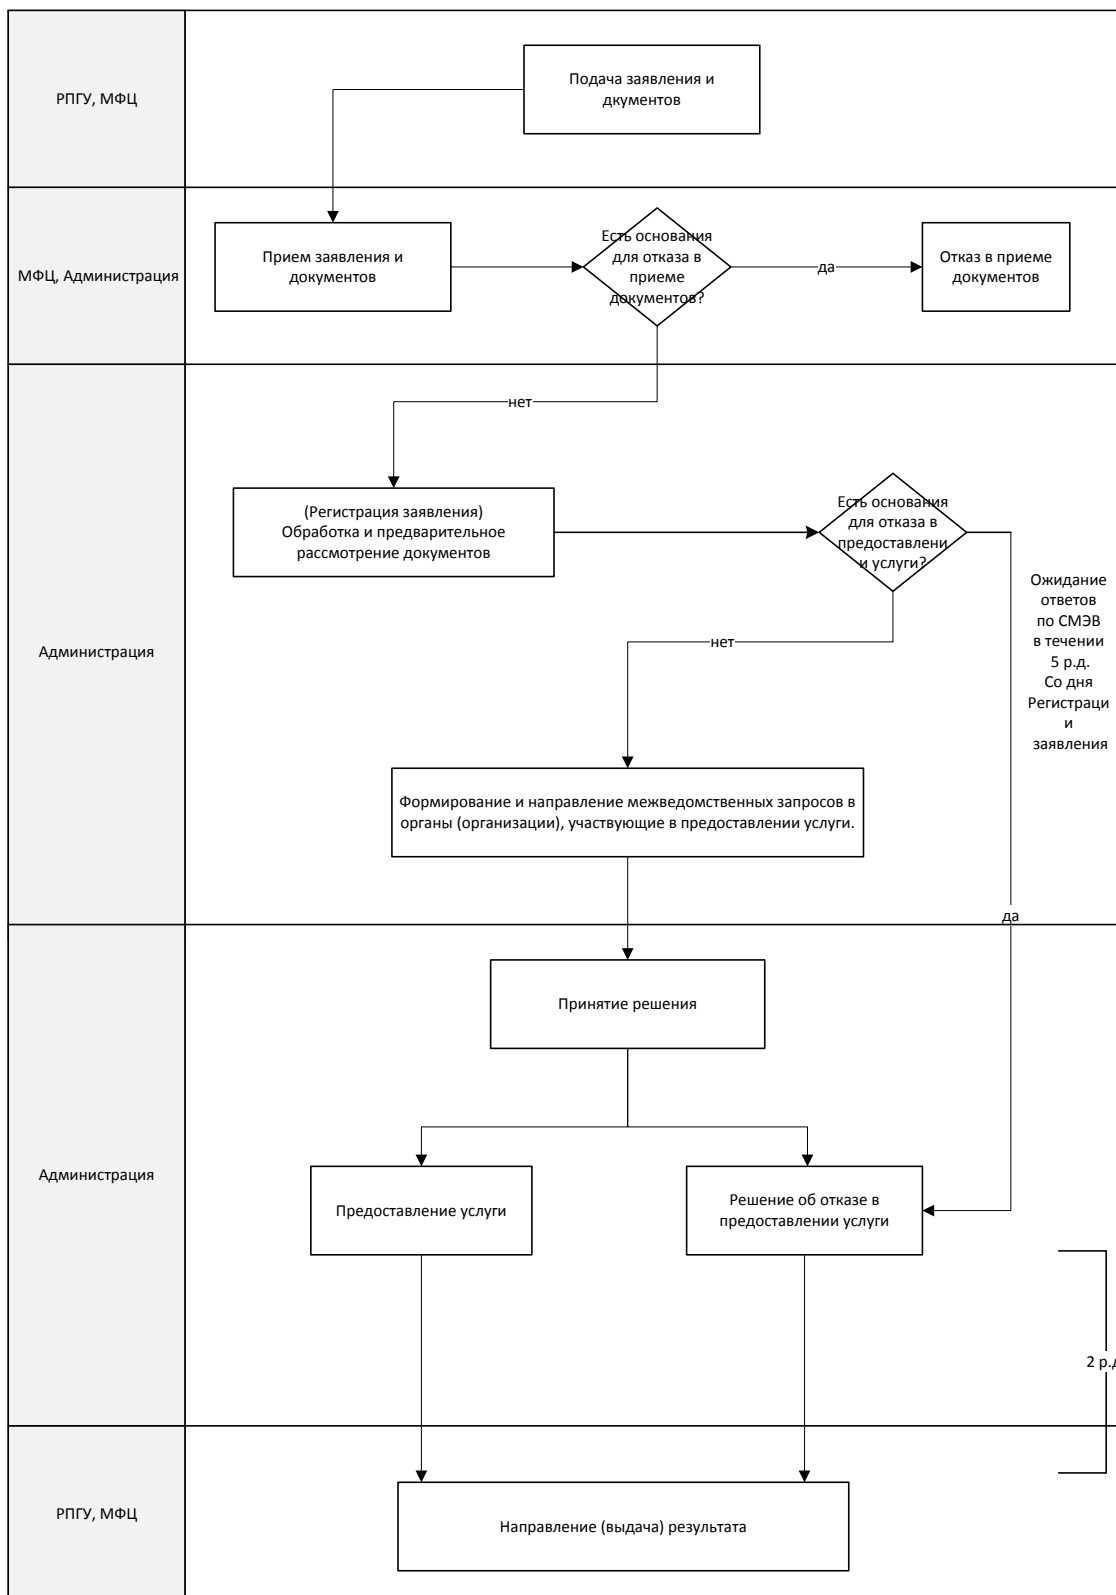 РПГУ, МФЦ
Подача заявления и
дкументов
МФЦ, Администрация
Прием заявления и
документов
Есть основания
для отказа в
приеме
документов?
да
Отказ в приеме
документов
нет
Администрация
(Регистрация заявления)
Обработка и предварительное
рассмотрение документов
Есть основания
для отказа в
предоставлени
и услуги?
Ожидание
ответов
по СМЭВ
в течении
5 р.д.
Со дня
Регистраци
и
заявления
нет
Формирование и направление межведомственных запросов в
органы (организации), участвующие в предоставлении услуги.
да
Администрация
Принятие решения
Предоставление услуги
Решение об отказе в
предоставлении услуги
2 р.д
РПГУ, МФЦ
Направление (выдача) результата